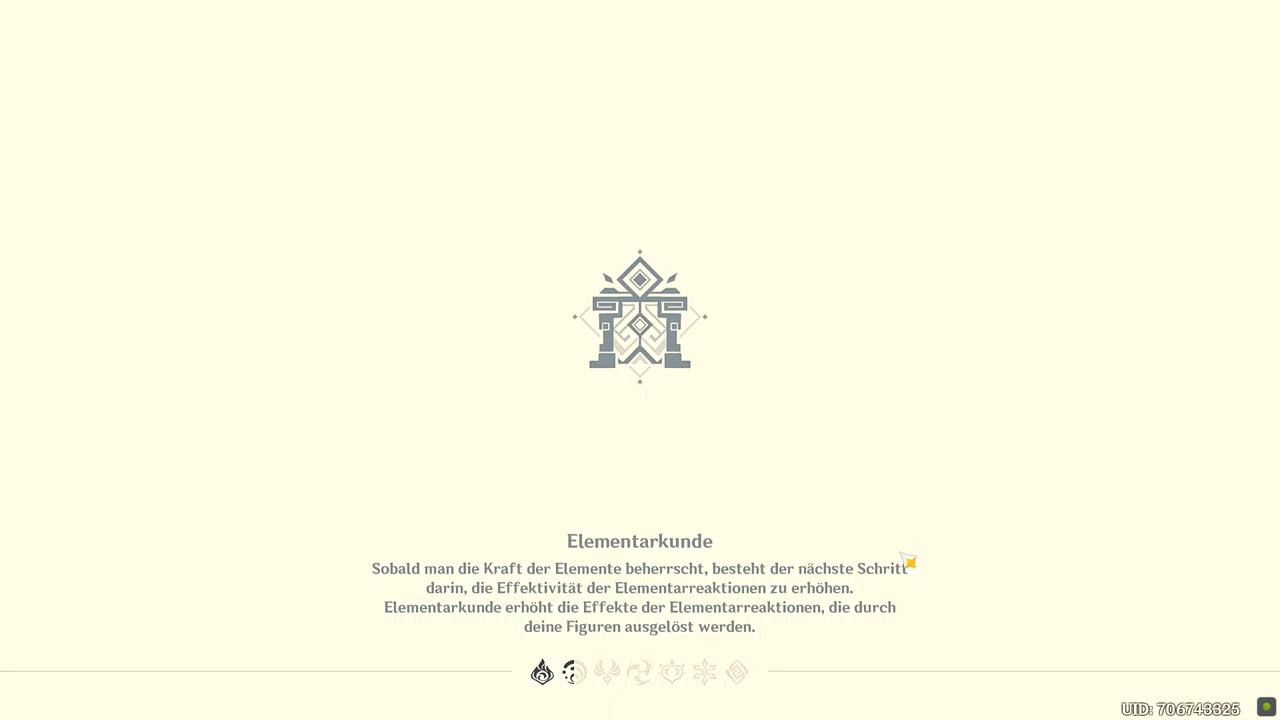 Elementarkunde
Sobald man die Kraft der Elemente beherrscht, besteht der nächste Schritt
darin, die Effektivität der Elementarreaktionen zu erhöhen.
Elementarkunde erhöht die Effekte der Elementarreaktionen, die durch
deine Figuren ausgelöst werden.
UID: 706743325